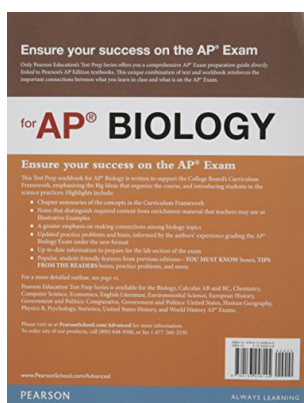 Ensure your success on the AP® Exam
Only Pearson Education's Test Prep Series offers you a comprehensive AP® Exam preparation guide directly
linked to Pearson's AP Edition textbooks. This unique combination of text and workbook reinforces the
important connections between what you learn in class and what is on the AP® Exam.
for AP® BIOLOGY
Ensure your success on the AP® Exam
This Test Prep workbook for AP® Biology is written to support the College Board's Curriculum
Framework, emphasizing the Big Ideas that organize the course, and introducing students to the
science practices. Highlights include:
• Chapter summaries of the concepts in the Curriculum Framework
• Notes that distinguish required content from enrichment material that teachers may use in
Illustrative Examples
• A greater emphasis on making connections among biology topics
• Updated practice problems and hints, informed by the authors' experience grading the AP®
Biology Exam under the new format
• Up-to-date information to prepare for the lab section of the exam
• Popular, student-friendly features from previous editions—YOU MUST KNOW boxes, TIPS
FROM THE READERS boxes, practice problems, and more.
For a more detailed outline, see page vi.
Pearson Education Test Prep Series is available for the Biology, Calculus AB and BC, Chemistry,
Computer Science, Economics, English Literature, Environmental Science, European History,
Government and Politics Comparative, Government and Politics: United States, Human Geography,
Physics B, Psychology, Statistics, United States History, and World History AP® Exams.
Please visit us at PearsonSchool.com/Advanced for more information.
To order any of our products, call (800) 848-9500, or fax 1-877-260-2530.
www.PearsonSchool.com/Advanced
PEARSON
ALWAYS LEARNING